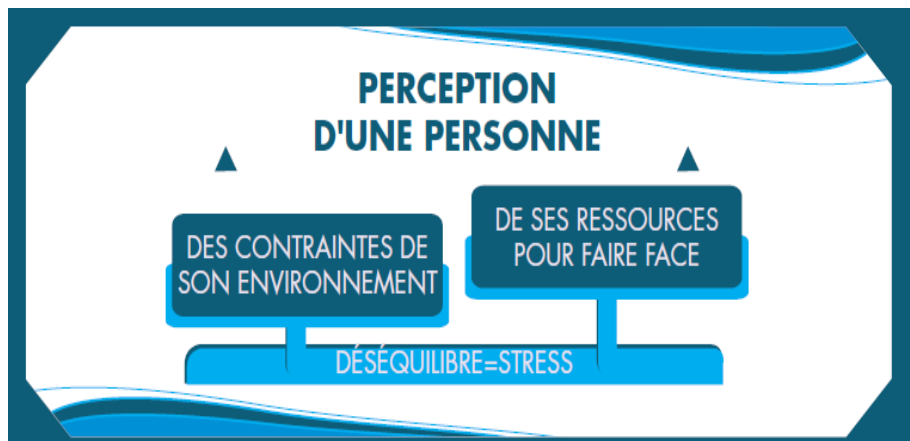 PERCEPTION
D'UNE PERSONNE
DES CONTRAINTES DE
SON ENVIRONNEMENT
DE SES RESSOURCES
POUR FAIRE FACE
DÉSÉQUILIBRE=STRESS